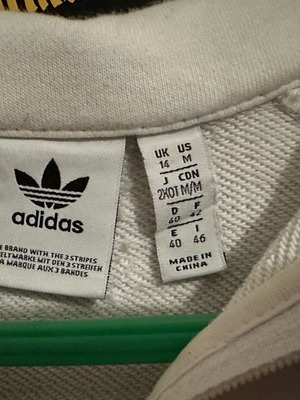 adidas
E BRAND WITH THE 3 STRIPES
ELTMARKE MIT DEN 3 STREIFEN
A MARQUE AUX 3 BANDES
UK US
14 M
J CDN
2XOT M/M
D F
40 42
E I
40 46
MADE IN
CHINA